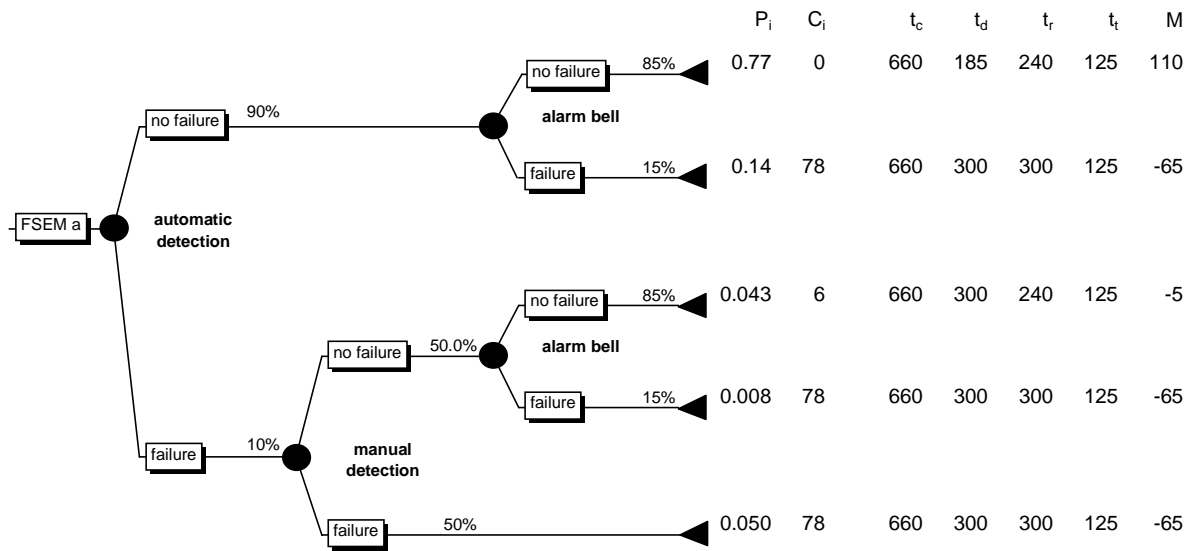 Pi Ci tc td tr tt M
no failure 85% 0.77 0 660 185 240 125 110
no failure 90% alarm bell
failure 15% 0.14 78 660 300 300 125 -65
FSEM a automatic
detection
no failure 85% 0.043 6 660 300 240 125 -5
no failure 50.0% alarm bell
failure 15% 0.008 78 660 300 300 125 -65
failure 10% manual
detection
failure 50% 0.050 78 660 300 300 125 -65